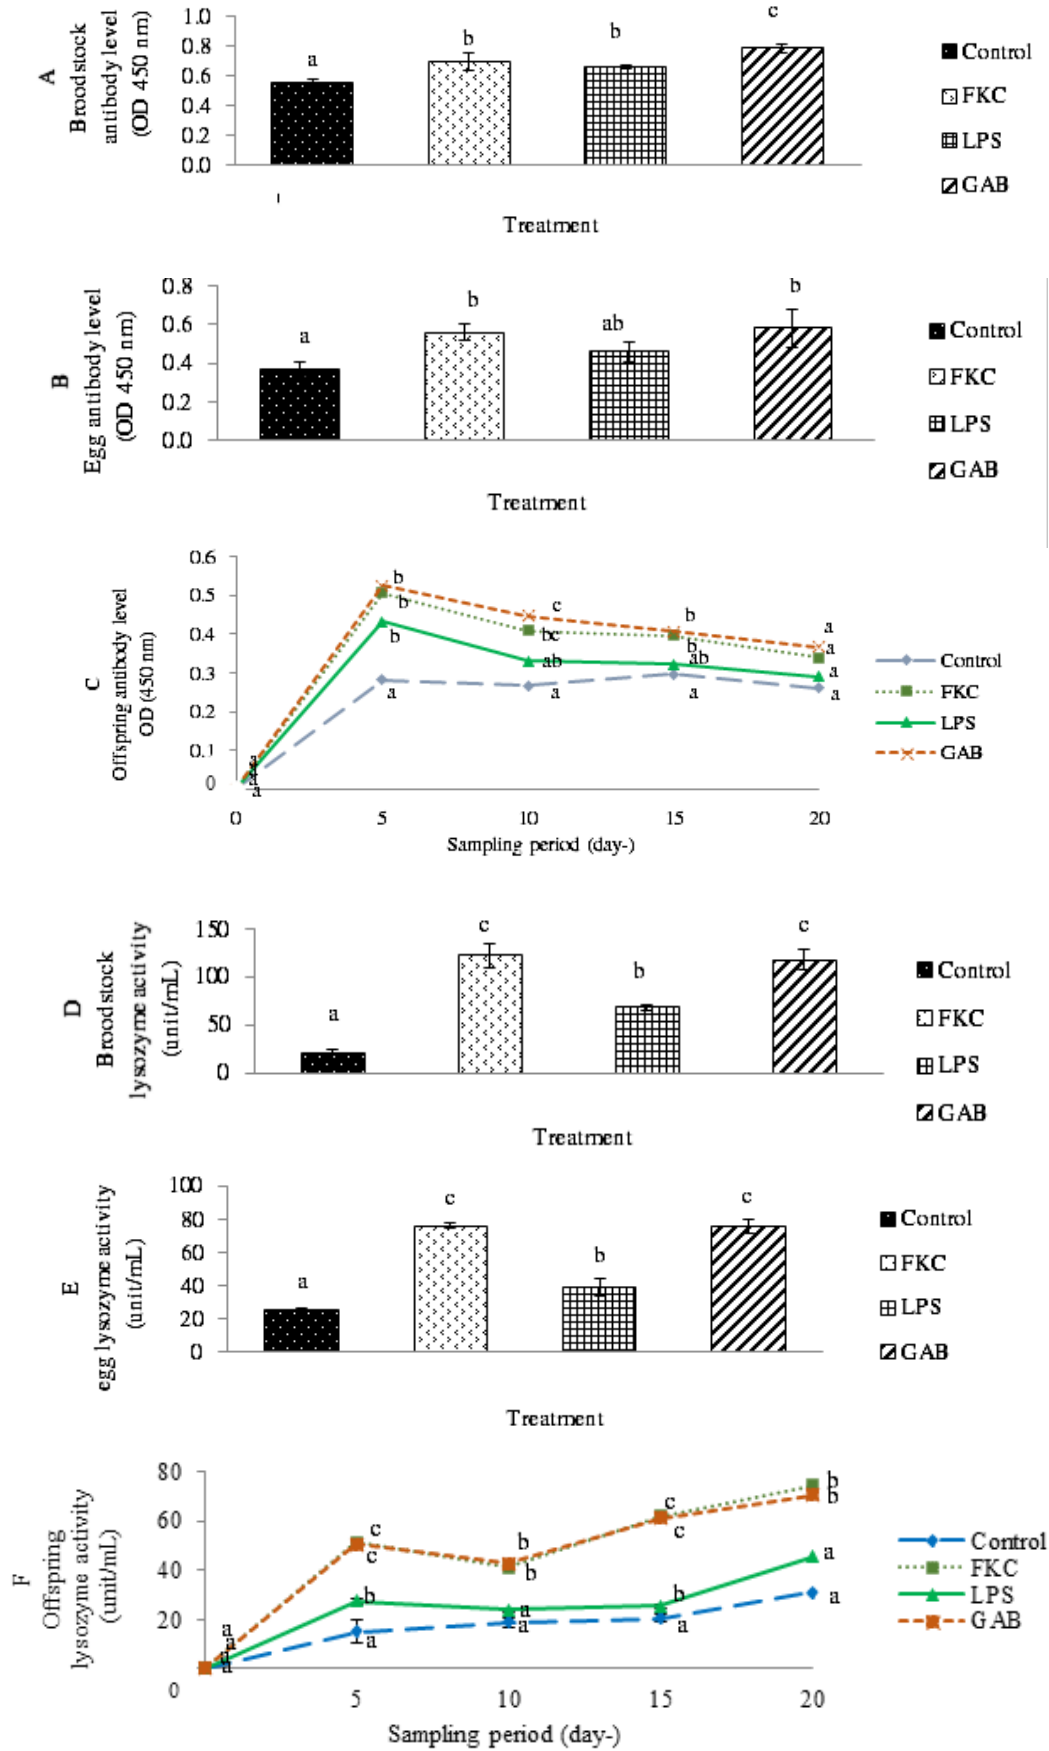 A
Broodstock
antibody level
(OD 450 nm)
1.0
0.8
0.6
0.4
0.2
0.0
a
b
b
c
Control
FKC
LPS
GAB
Treatment
B
Egg antibody level
(OD 450 nm)
0.8
0.6
0.4
0.2
0.0
a
b
ab
b
Control
FKC
LPS
GAB
Treatment
C
Offspring antibody level
OD (450 nm)
0.6
0.5
0.4
0.3
0.2
0.1
0
b
b
b
a
c
bc
ab
a
b
b
ab
a
a
a
a
a
a
a
a
a
0 5 10 15 20
Sampling period (day-)
Control
FKC
LPS
GAB
D
Broodstock
lysozyme activity
(unit/mL)
150
100
50
0
a
c
b
c
Control
FKC
LPS
GAB
Treatment
E
egg lysozyme activity
(unit/mL)
100
80
60
40
20
0
a
c
b
c
Control
FKC
LPS
GAB
Treatment
F
Offspring
lysozyme activity
(unit/mL)
80
60
40
20
0
a
a
a
a
c
c
b
a
b
b
a
a
c
c
b
a
b
b
a
a
5 10 15 20
Sampling period (day-)
Control
FKC
LPS
GAB